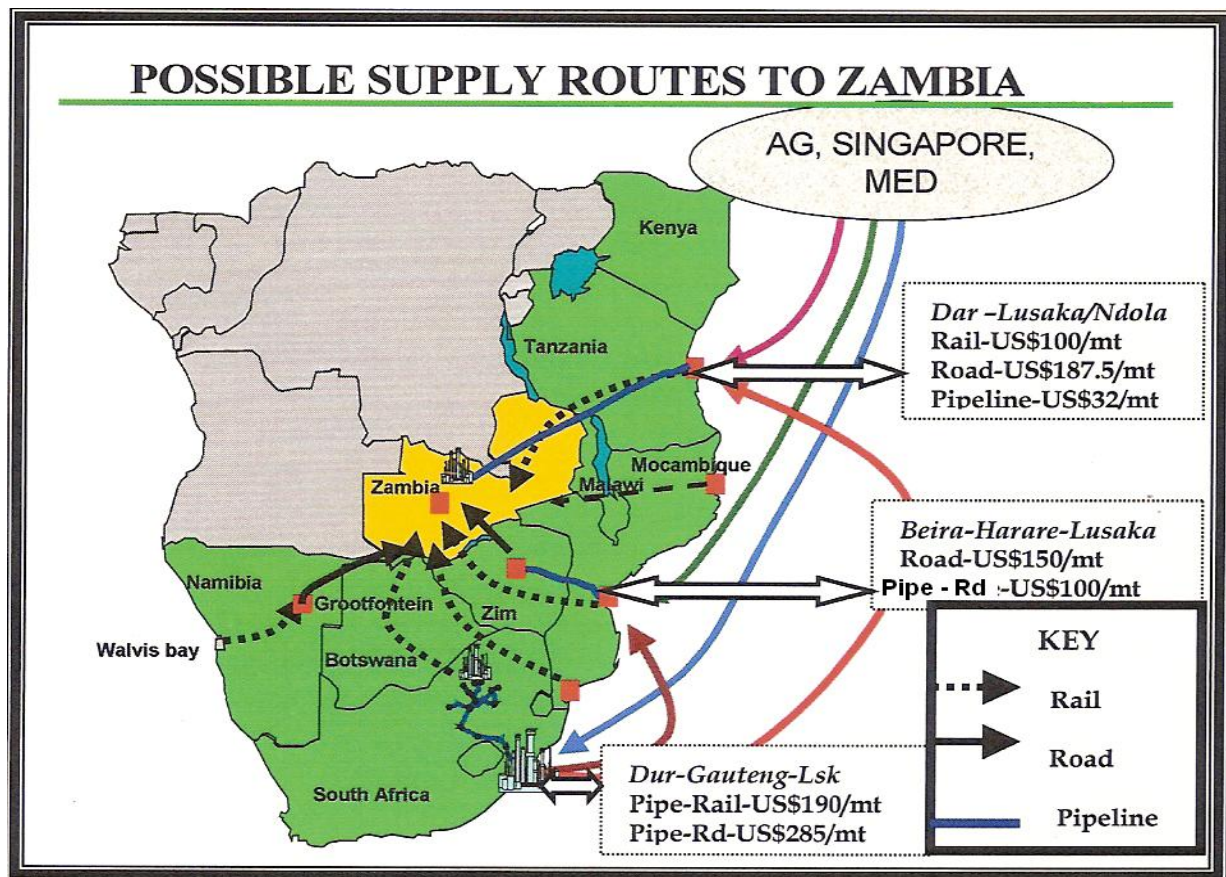 POSSIBLE SUPPLY ROUTES TO ZAMBIA
AG, SINGAPORE,
MED
Kenya
Tanzania
Dar –Lusaka/Ndola
Rail-US$100/mt
Road-US$187.5/mt
Pipeline-US$32/mt
Mocambique
Malawi
Zambia
Beira-Harare-Lusaka
Road-US$150/mt
Pipe - Rd -US$100/mt
Namibia
Grootfontein
Zim
Walvis bay
Botswana
South Africa
Dur-Gauteng-Lsk
Pipe-Rail-US$190/mt
Pipe-Rd-US$285/mt
KEY
Rail
Road
Pipeline